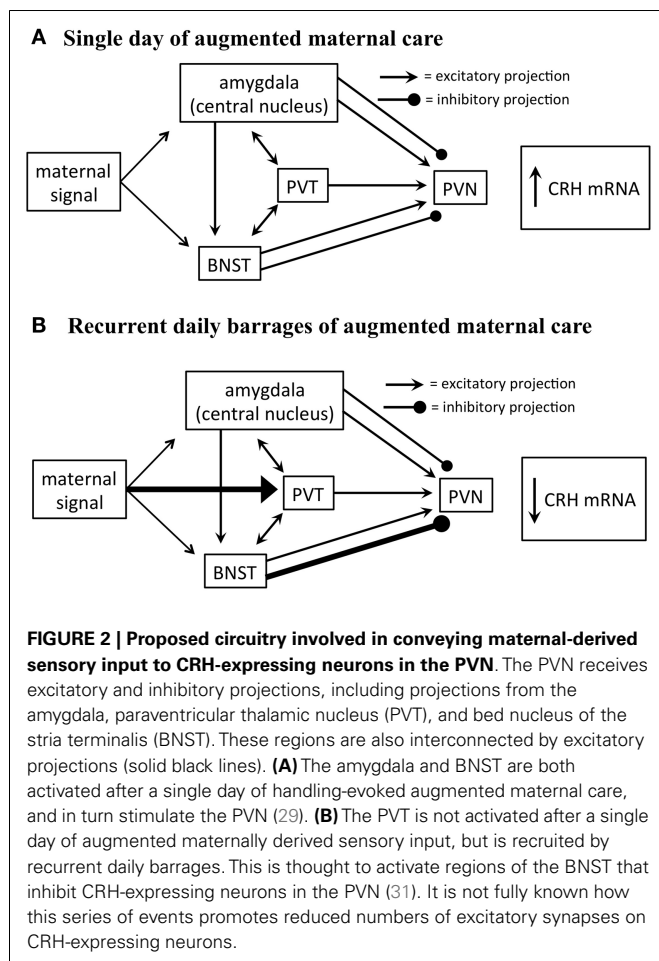 A Single day of augmented maternal care
amygdala
(central nucleus)
= excitatory projection
= inhibitory projection
maternal
signal
PVT
PVN
CRH mRNA
BNST
B Recurrent daily barrages of augmented maternal care
amygdala
(central nucleus)
= excitatory projection
= inhibitory projection
maternal
signal
PVT
PVN
CRH mRNA
BNST
FIGURE 2 | Proposed circuitry involved in conveying maternal-derived
sensory input to CRH-expressing neurons in the PVN. The PVN receives
excitatory and inhibitory projections, including projections from the
amygdala, paraventricular thalamic nucleus (PVT), and bed nucleus of the
stria terminalis (BNST). These regions are also interconnected by excitatory
projections (solid black lines). (A) The amygdala and BNST are both
activated after a single day of handling-evoked augmented maternal care,
and in turn stimulate the PVN (29). (B) The PVT is not activated after a single
day of augmented maternally derived sensory input, but is recruited by
recurrent daily barrages. This is thought to activate regions of the BNST that
inhibit CRH-expressing neurons in the PVN (31). It is not fully known how
this series of events promotes reduced numbers of excitatory synapses on
CRH-expressing neurons.